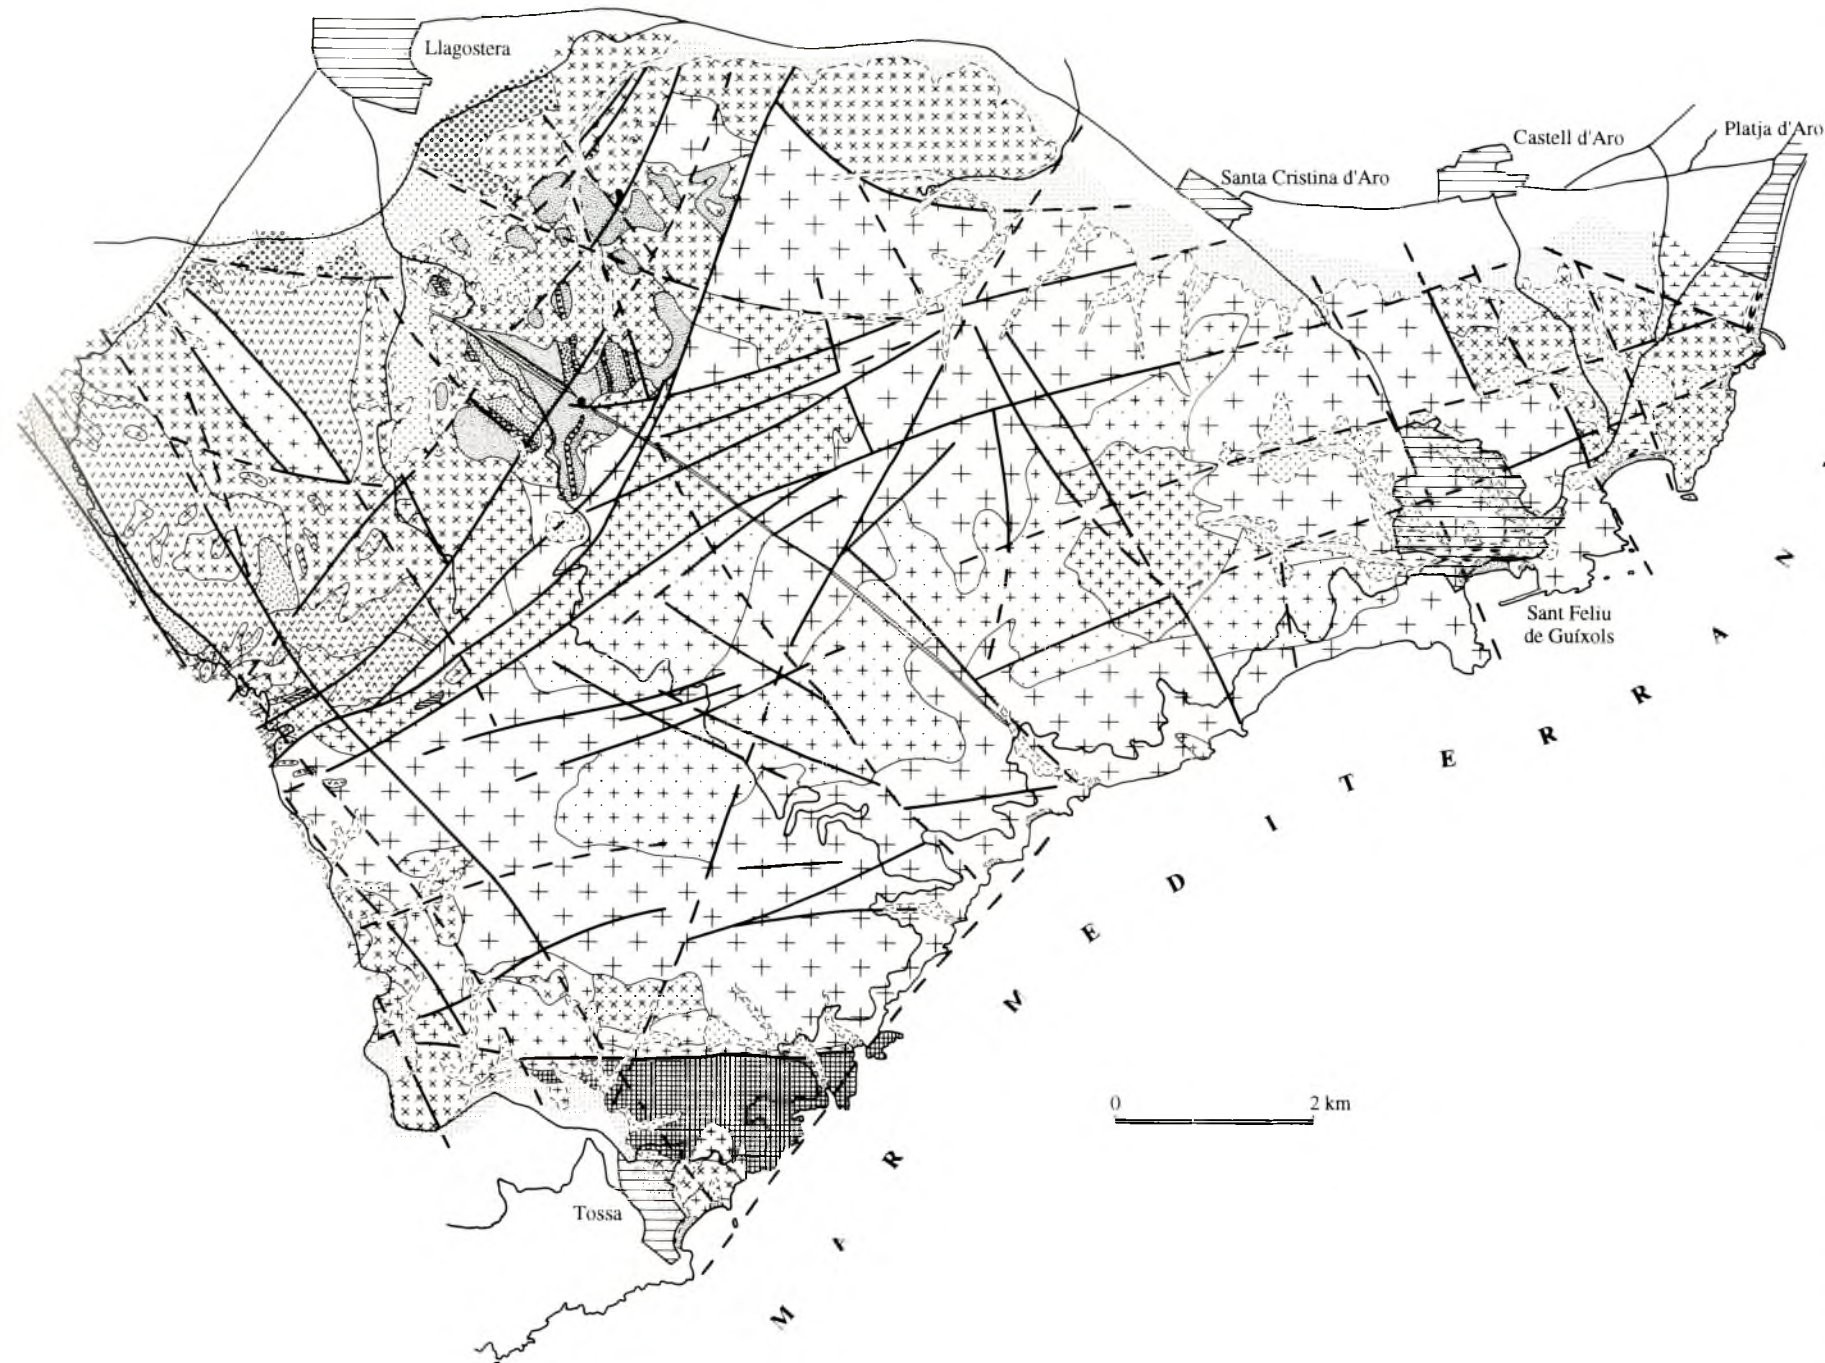 Llagostera
Platja d'Aro
Castell d'Aro
Santa Cristina d'Aro
Sant Feliu
de Guíxols
M R M E D I T E R R A N
0 2 km
Tossa